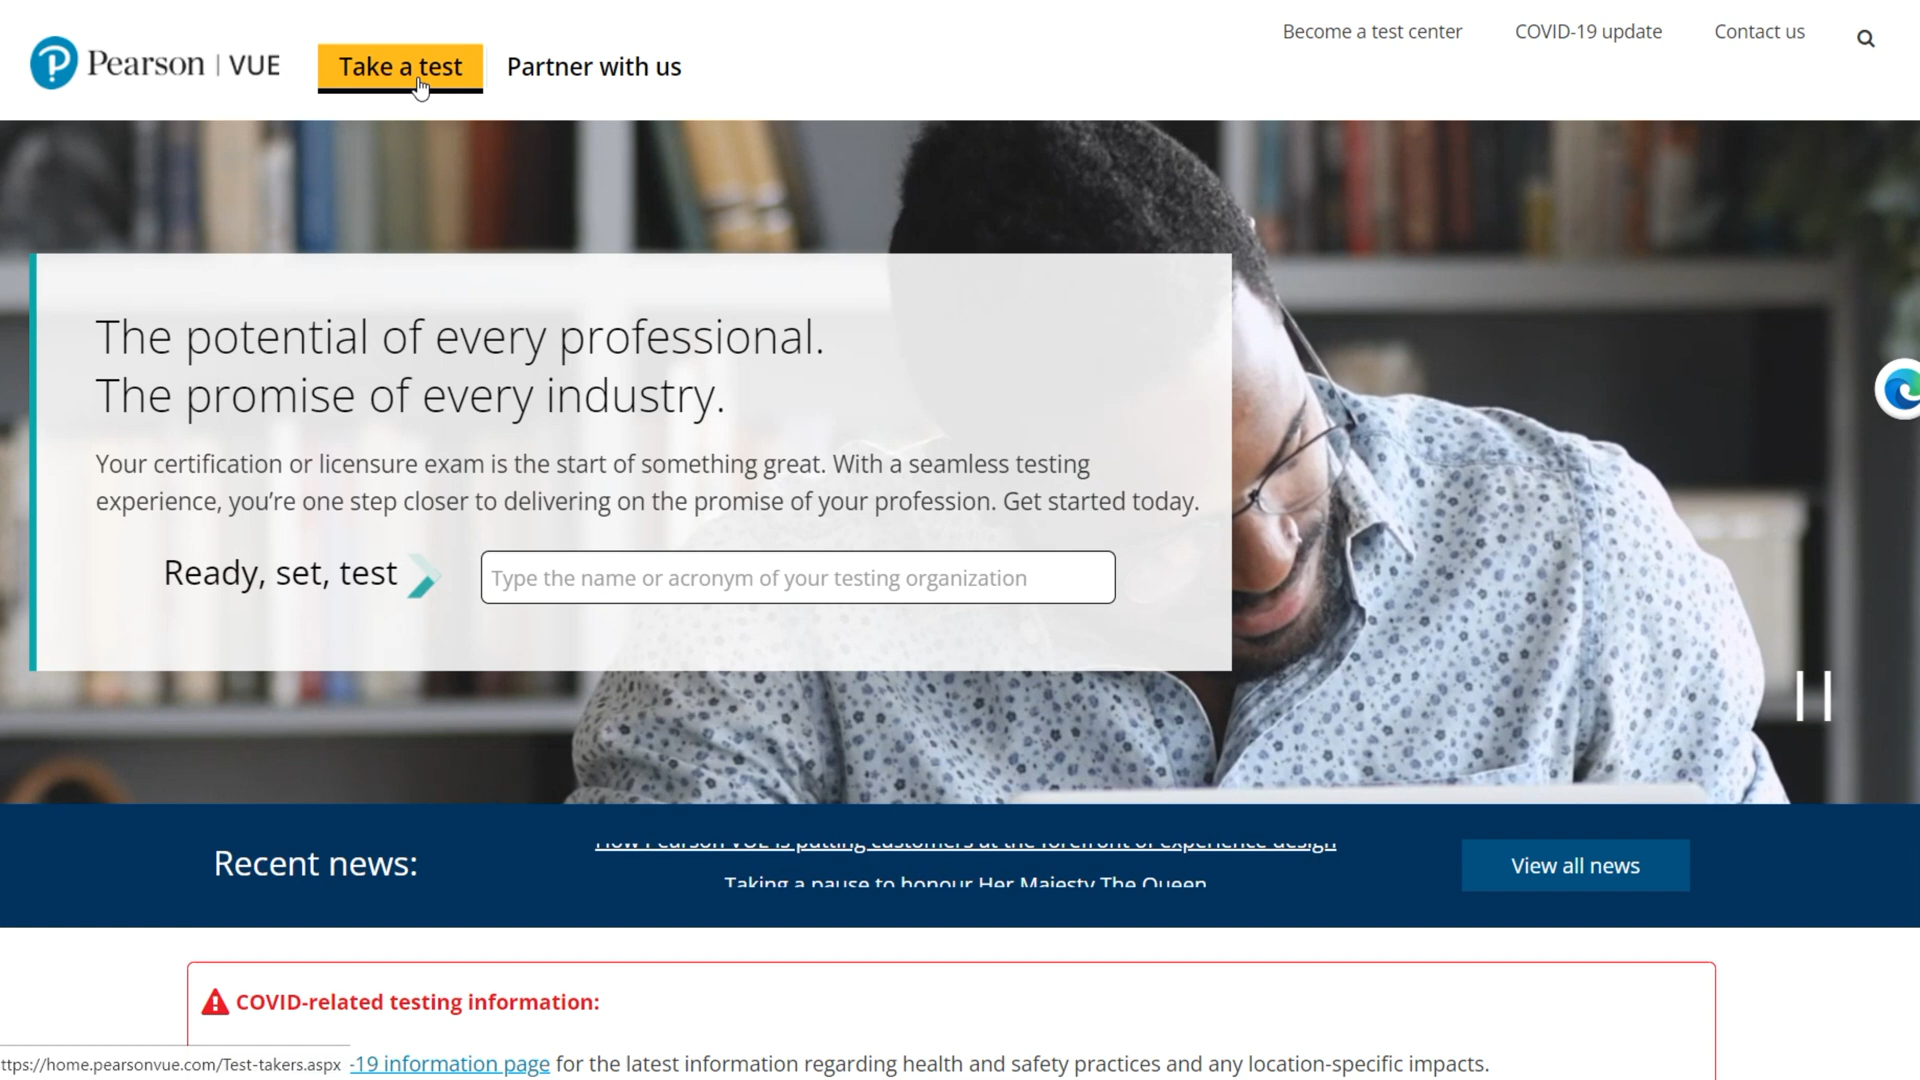 Become a test center
COVID-19 update
Contact us
Pearson | VUE
Take a test
Partner with us
The potential of every professional.
The promise of every industry.
Your certification or licensure exam is the start of something great. With a seamless testing
experience, you’re one step closer to delivering on the promise of your profession. Get started today.
Ready, set, test
Type the name or acronym of your testing organization
Recent news:
How Pearson VUE is putting customers at the forefront of experience design
Taking a pause to honour Her Majesty The Queen
View all news
COVID-related testing information:
ttps://home.pearsonvue.com/Test-takers.aspx
-19 information page for the latest information regarding health and safety practices and any location-specific impacts.